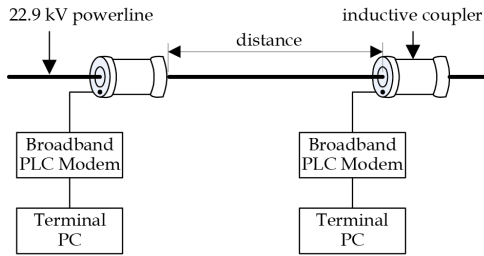 22.9 kV powerline
inductive coupler
distance
Broadband
PLC Modem
Broadband
PLC Modem
Terminal
PC
Terminal
PC